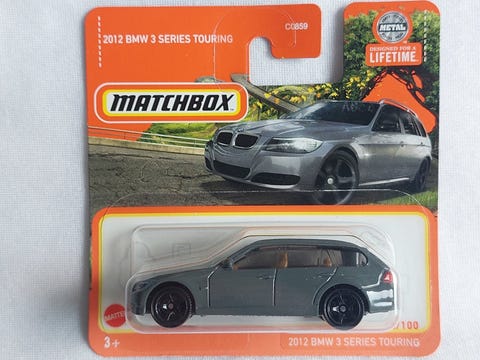 2012 BMW 3 SERIES TOURING
C0859
METAL
DESIGNED FOR A
LIFETIME.
MATCHBOX
MATTEL
3+
/100
2012 BMW 3 SERIES TOURING